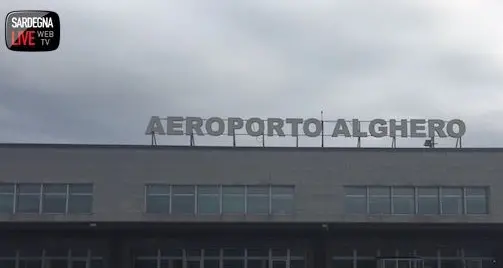 SARDEGNA
LIVE WEB
TV
AEROPORTO ALGHERO